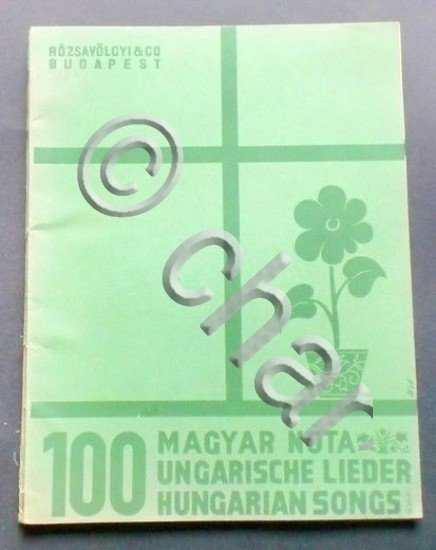 RÓZSAVÖLGYI & CO
BUDAPEST
© char
100 MAGYAR NÓTA
UNGARISCHE LIEDER
HUNGARIAN SONGS